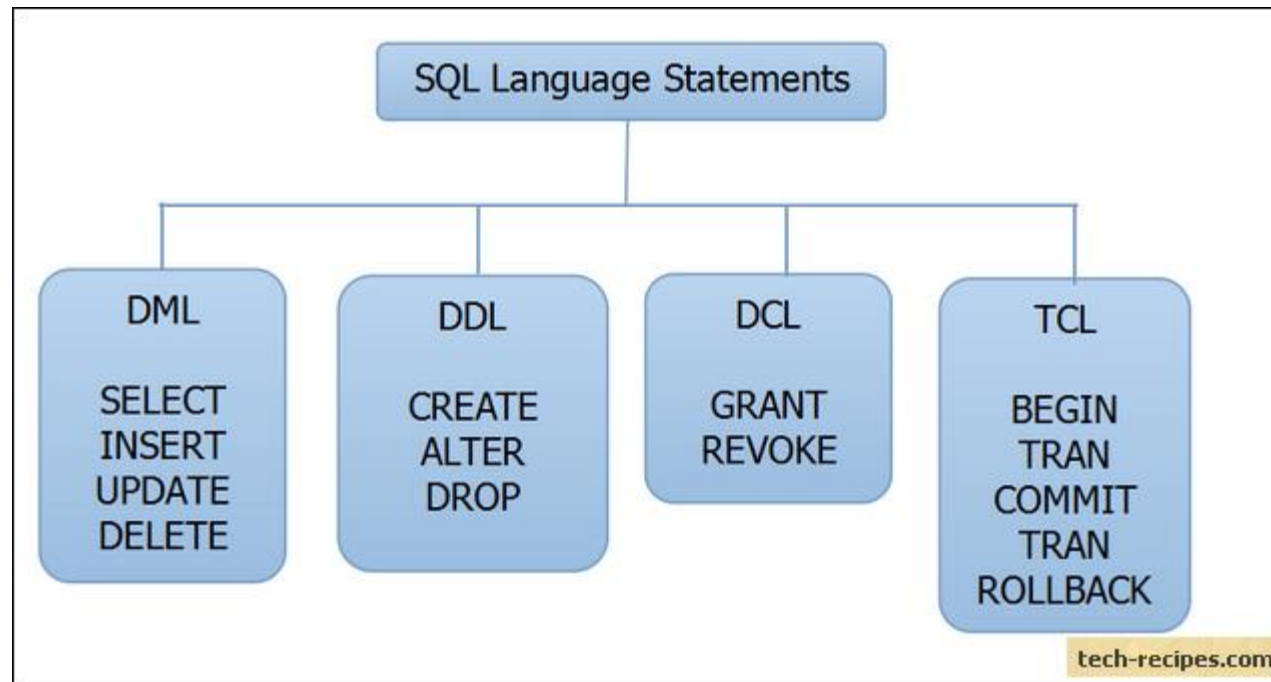 SQL Language Statements
DML
SELECT
INSERT
UPDATE
DELETE
DDL
CREATE
ALTER
DROP
DCL
GRANT
REVOKE
TCL
BEGIN
TRAN
COMMIT
TRAN
ROLLBACK
tech-recipes.com